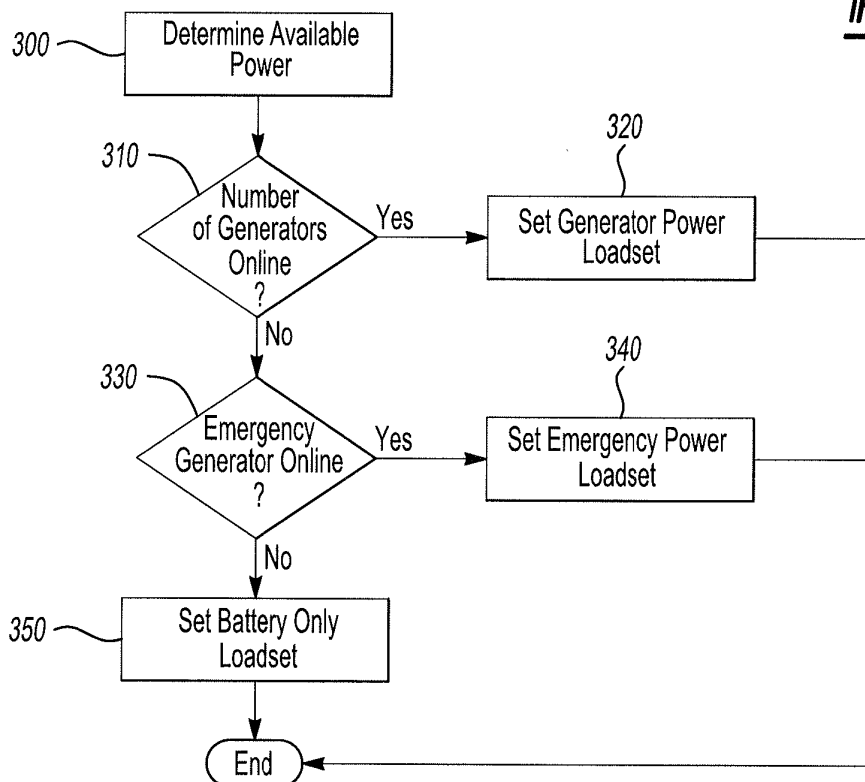 300
Determine Available
Power
310
Number
of Generators
Online
?
Yes
320
Set Generator Power
Loadset
No
330
Emergency
Generator Online
?
Yes
340
Set Emergency Power
Loadset
No
350
Set Battery Only
Loadset
End